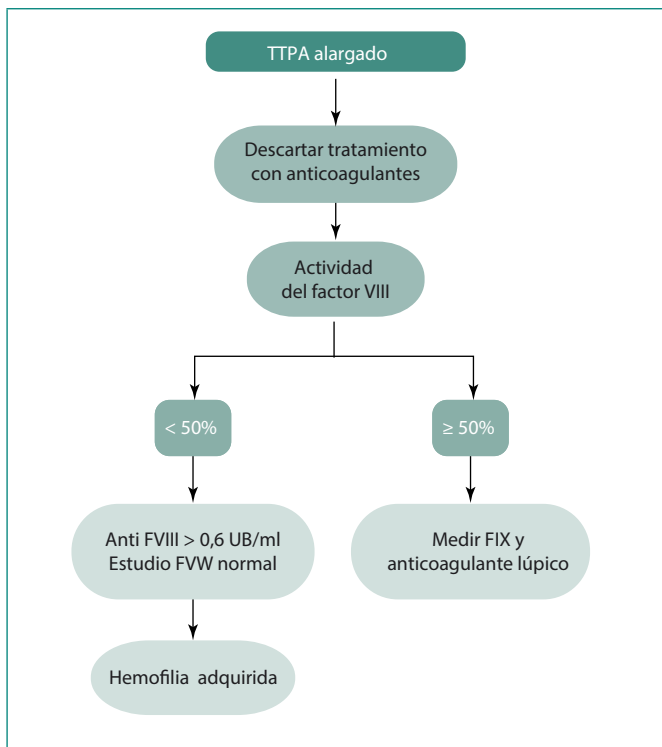 TTPA alargado
Descartar tratamiento
con anticoagulantes
Actividad
del factor VIII
< 50%
≥ 50%
Anti FVIII > 0,6 UB/ml
Estudio FVW normal
Medir FIX y
anticoagulante lúpico
Hemofilia adquirida